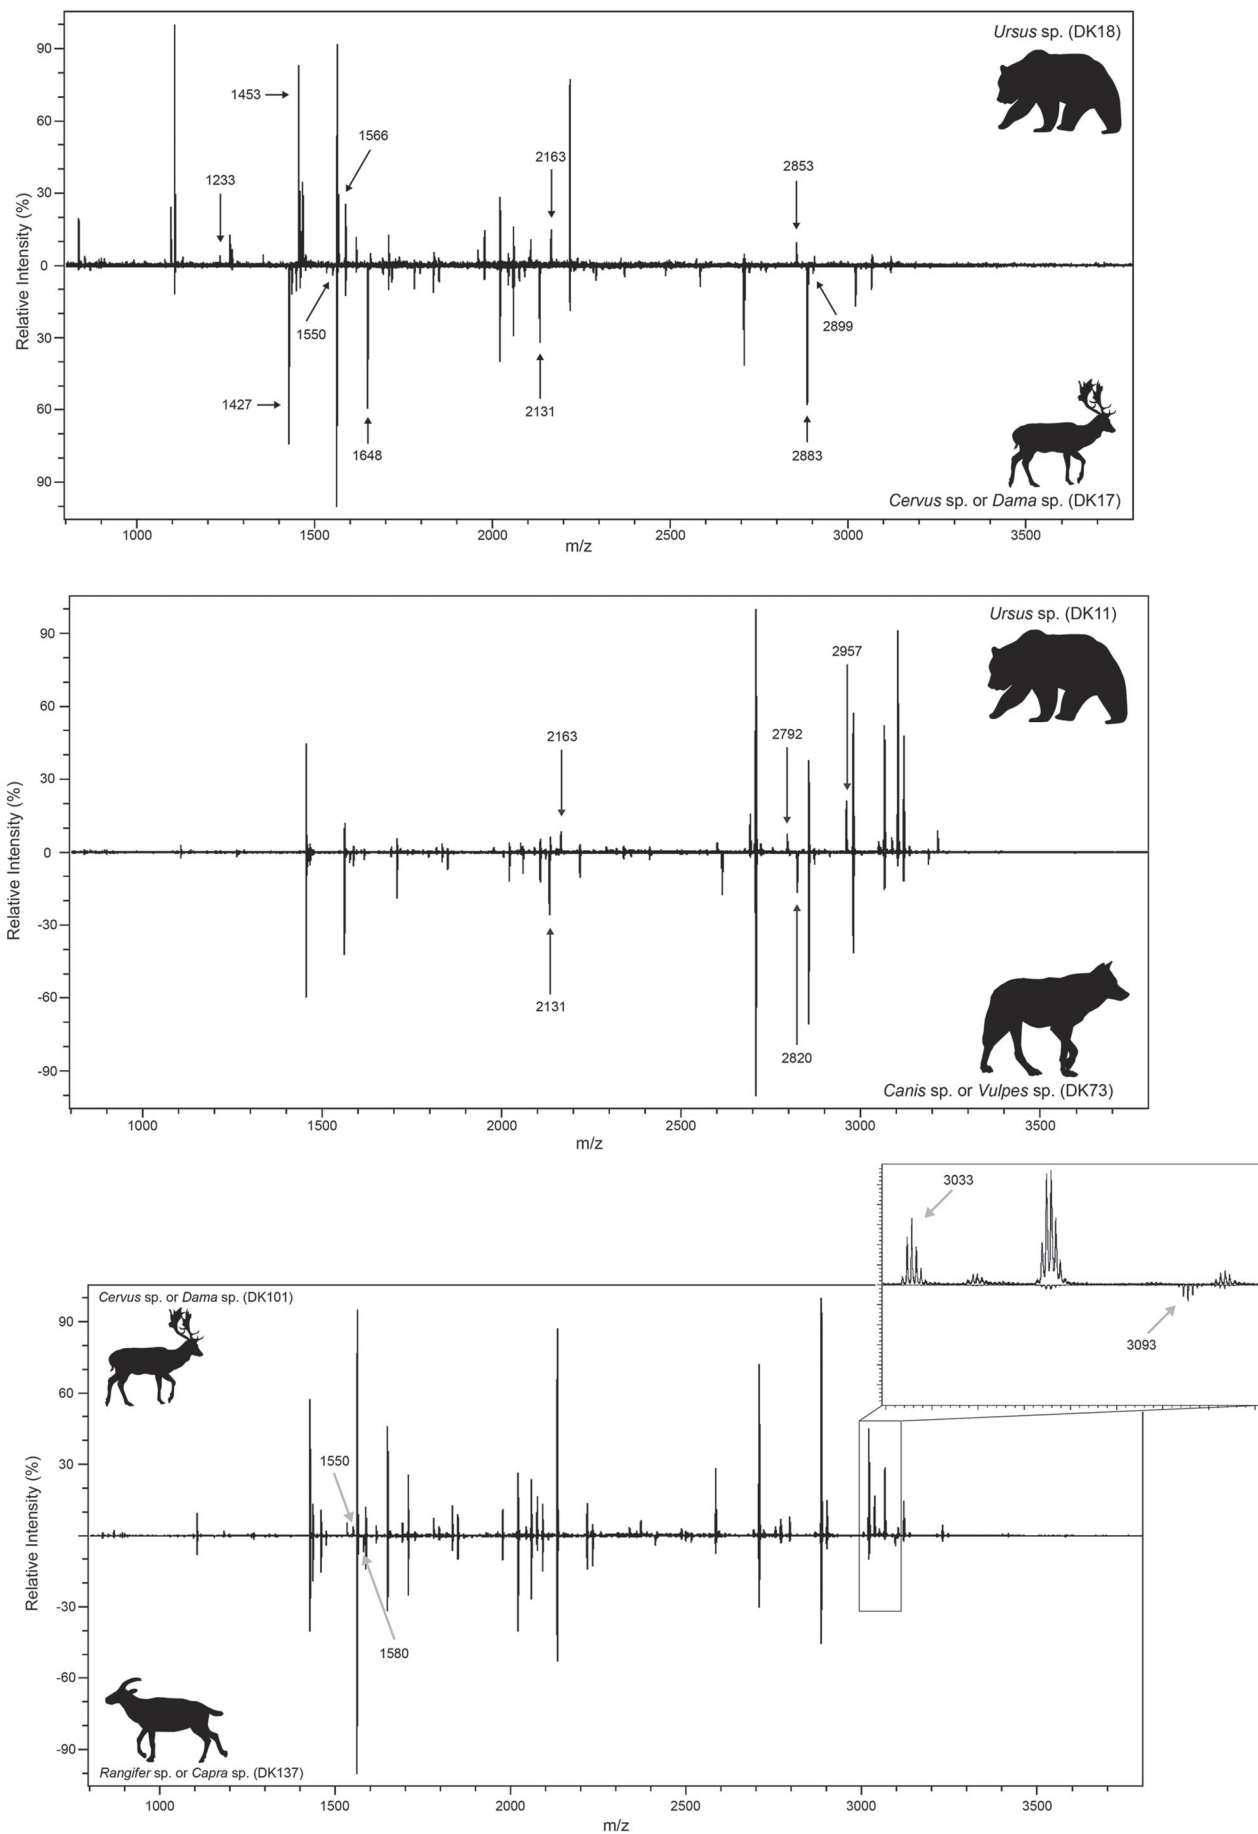 Ursus sp. (DK18)
90
1453
1566
60
1233
2163
2853
30
Relative Intensity (%)
0
1550
30
2899
1427
2131
60
1648
2883
90
Cervus sp. or Dama sp. (DK17)
1000 1500 2000 2500 3000 3500
m/z
Ursus sp. (DK11)
90
2957
60
2163
2792
30
Relative Intensity (%)
0
-30
-60
2131
2820
-90
Canis sp. or Vulpes sp. (DK73)
1000 1500 2000 2500 3000 3500
m/z
3033
3093
Cervus sp. or Dama sp. (DK101)
90
60
1550
30
Relative Intensity (%)
0
-30
1580
-60
-90
Rangifer sp. or Capra sp. (DK137)
1000 1500 2000 2500 3000 3500
m/z